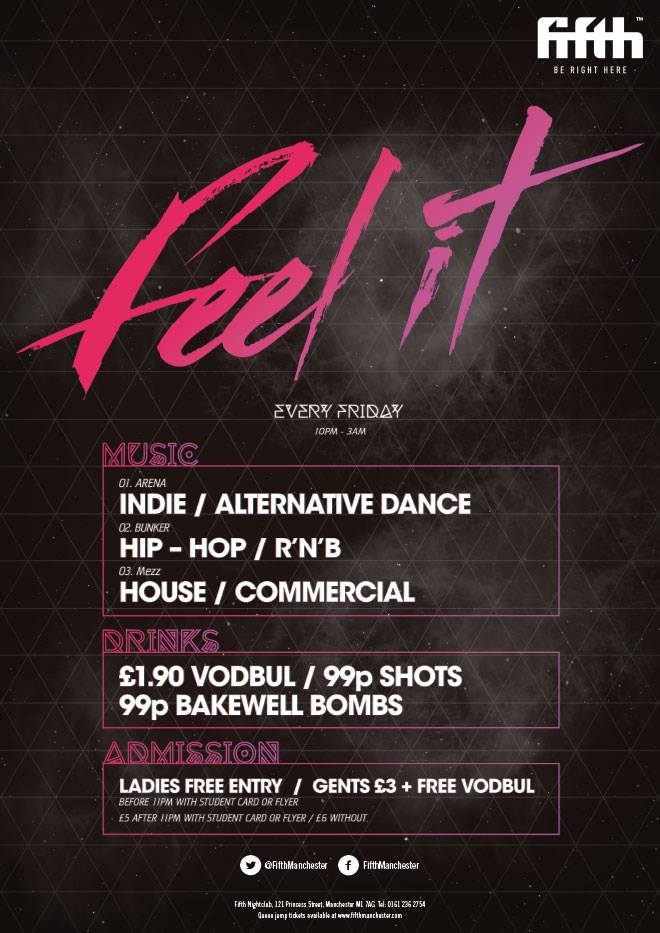 fifth™
BE RIGHT HERE
feel it
EVERY FRIDAY
10PM - 3AM
MUSIC
01. ARENA
INDIE / ALTERNATIVE DANCE
02. BUNKER
HIP – HOP / R'N'B
03. Mezz
HOUSE / COMMERCIAL
DRINKS
£1.90 VODBUL / 99p SHOTS
99p BAKEWELL BOMBS
ADMISSION
LADIES FREE ENTRY / GENTS £3 + FREE VODBUL
BEFORE 11PM WITH STUDENT CARD OR FLYER
£5 AFTER 11PM WITH STUDENT CARD OR FLYER / £6 WITHOUT.
@FifthManchester FifthManchester
Fifth Nightclub, 121 Princess Street, Manchester M1 7AG Tel: 0161 236 2754
Queue jump tickets available at www.fifthmanchester.com